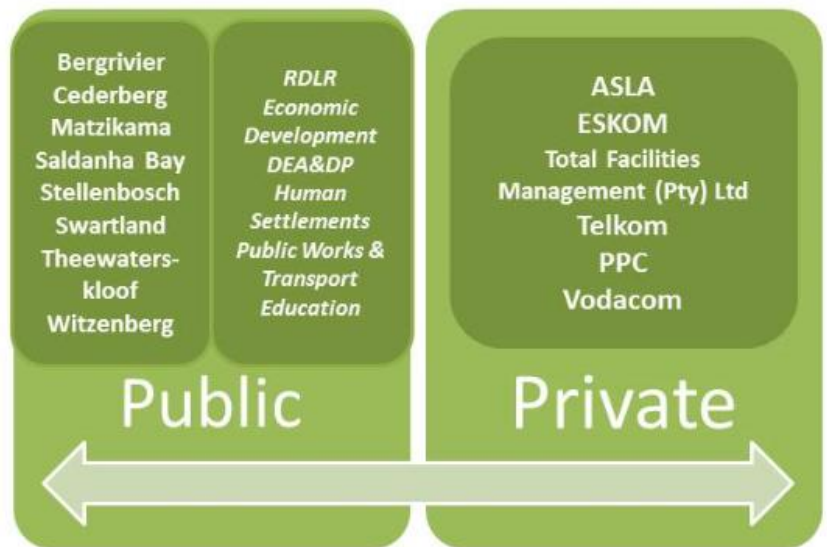 Bergrivier
Cederberg
Matzikama
Saldanha Bay
Stellenbosch
Swartland
Theewaters-
kloof
Witzenberg
RDLR
Economic
Development
DEA&DP
Human
Settlements
Public Works &
Transport
Education
Public
ASLA
ESKOM
Total Facilities
Management (Pty) Ltd
Telkom
PPC
Vodacom
Private